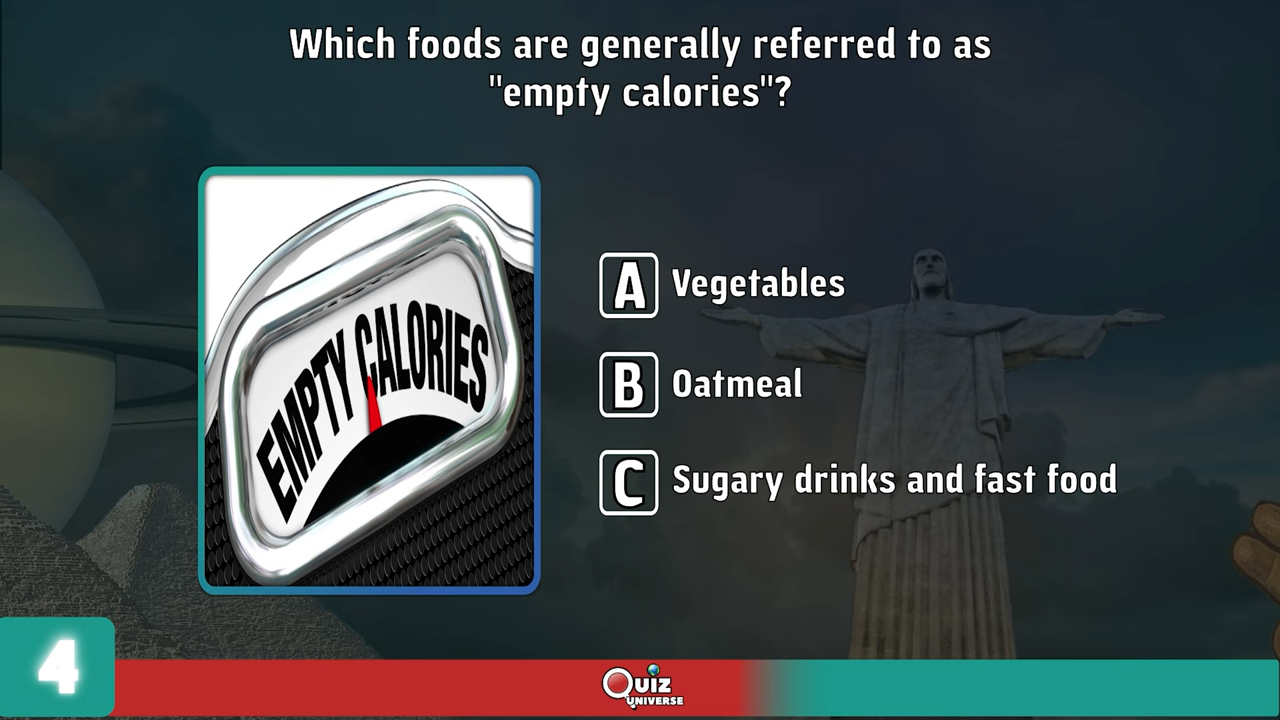 Which foods are generally referred to as
"empty calories"?
EMPTY CALORIES
A Vegetables
B Oatmeal
C Sugary drinks and fast food
4
QUIZ
UNIVERSE